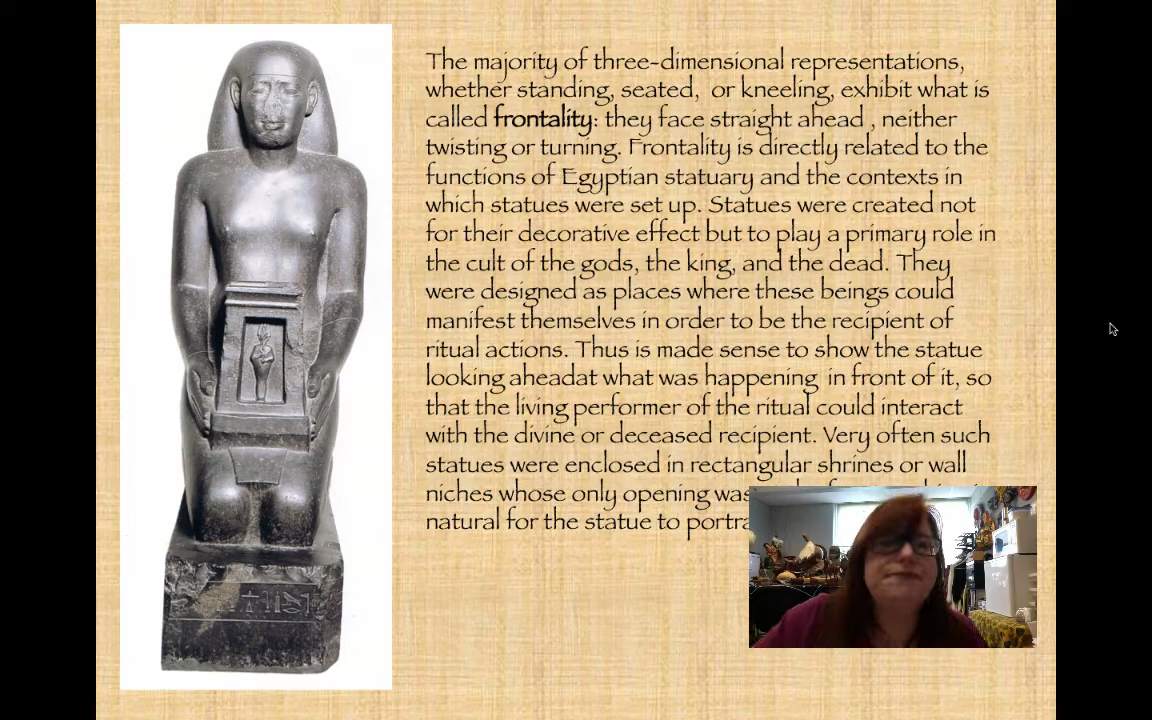 The majority of three-dimensional representations,
whether standing, seated,  or kneeling, exhibit what is
called frontality: they face straight ahead , neither
twisting or turning. Frontality is directly related to the
functions of Egyptian statuary and the contexts in
which statues were set up. Statues were created not
for their decorative effect but to play a primary role in
the cult of the gods, the king, and the dead. They
were designed as places where these beings could
manifest themselves in order to be the recipient of
ritual actions. Thus is made sense to show the statue
looking aheadat what was happening  in front of it, so
that the living performer of the ritual could interact
with the divine or deceased recipient. Very often such
statues were enclosed in rectangular shrines or wall
niches whose only opening was
natural for the statue to